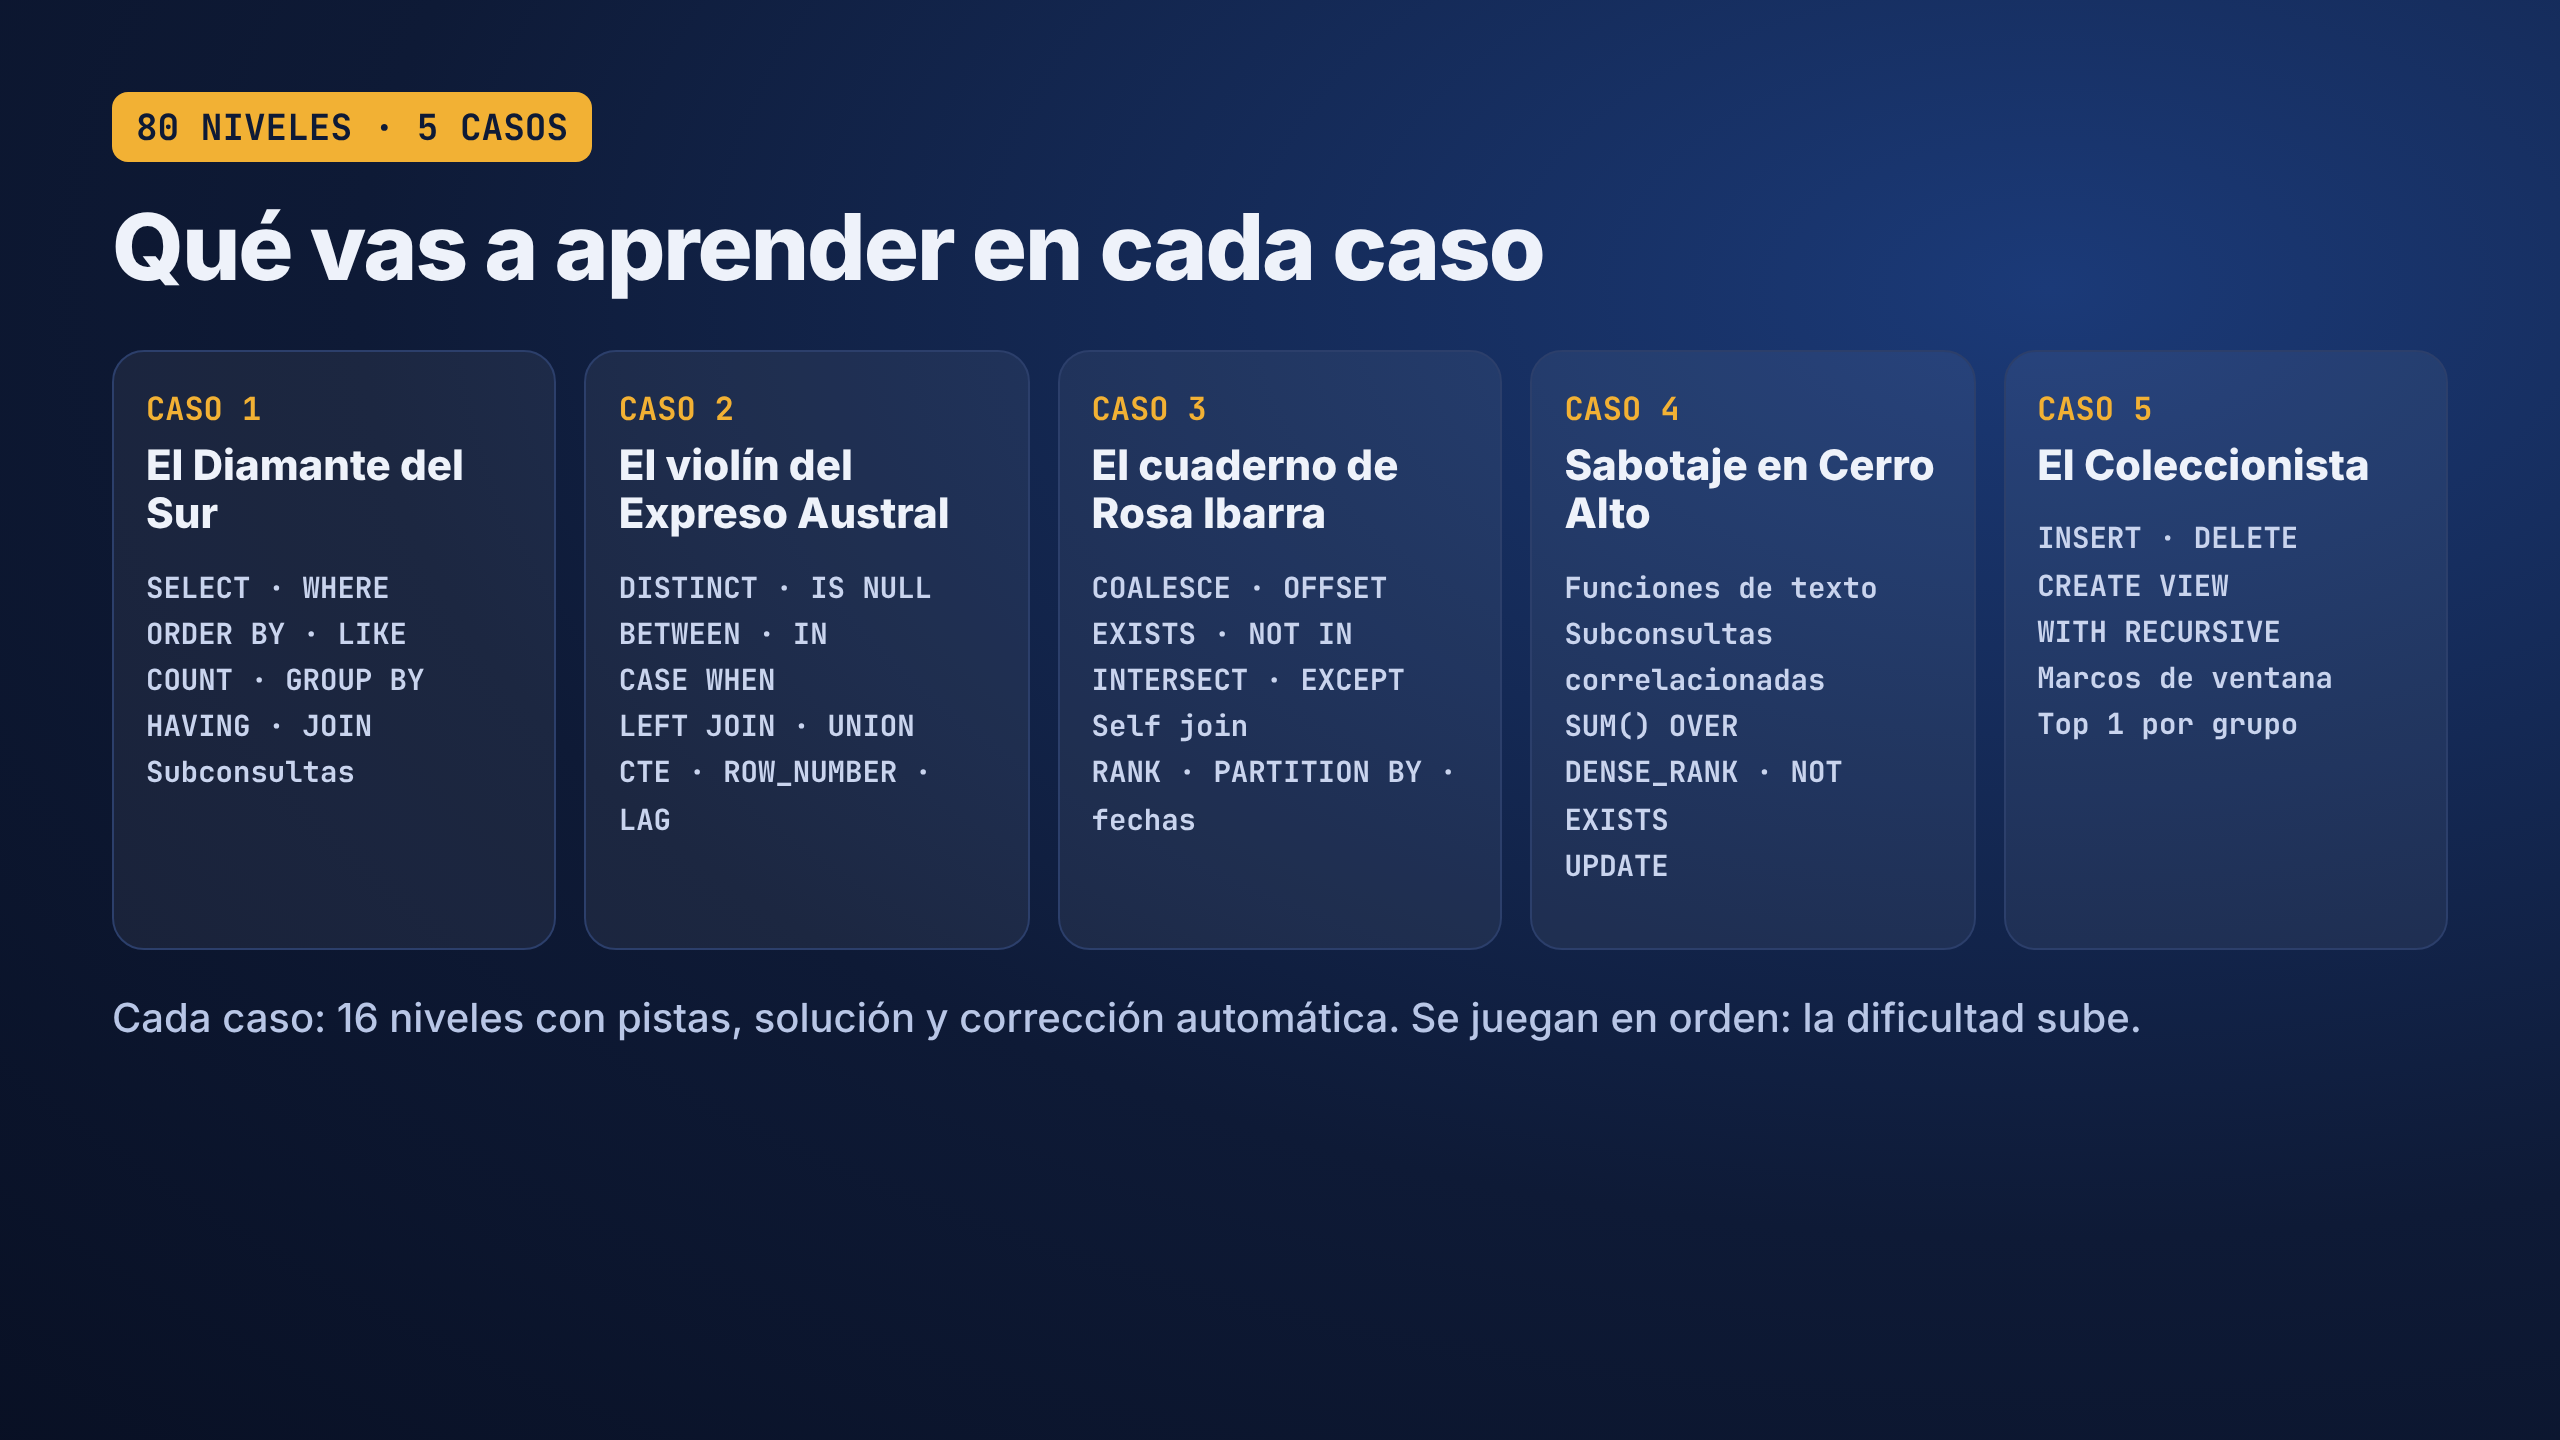 80 NIVELES · 5 CASOS
Qué vas a aprender en cada caso
CASO 1
El Diamante del
Sur
SELECT · WHERE
ORDER BY · LIKE
COUNT · GROUP BY
HAVING · JOIN
Subconsultas
CASO 2
El violín del
Expreso Austral
DISTINCT · IS NULL
BETWEEN · IN
CASE WHEN
LEFT JOIN · UNION
CTE · ROW_NUMBER ·
LAG
CASO 3
El cuaderno de
Rosa Ibarra
COALESCE · OFFSET
EXISTS · NOT IN
INTERSECT · EXCEPT
Self join
RANK · PARTITION BY ·
fechas
CASO 4
Sabotaje en Cerro
Alto
Funciones de texto
Subconsultas
correlacionadas
SUM() OVER
DENSE_RANK · NOT
EXISTS
UPDATE
CASO 5
El Coleccionista
INSERT · DELETE
CREATE VIEW
WITH RECURSIVE
Marcos de ventana
Top 1 por grupo
Cada caso: 16 niveles con pistas, solución y corrección automática. Se juegan en orden: la dificultad sube.